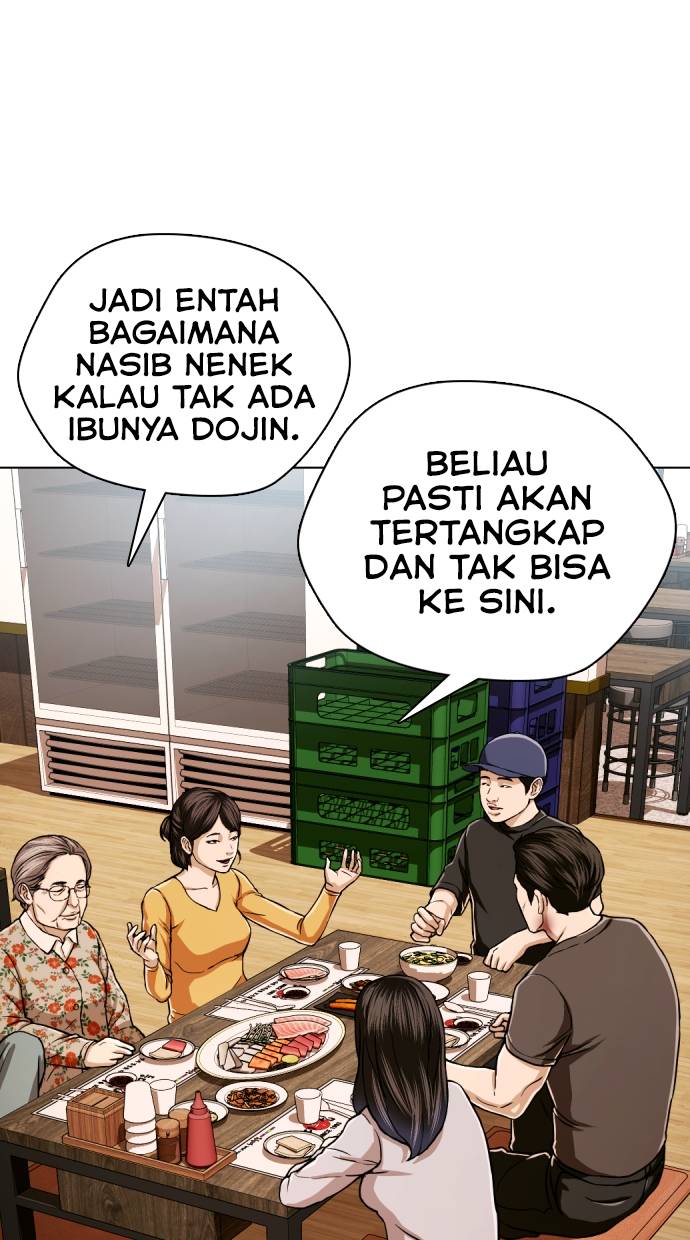 JADI ENTAH
BAGAIMANA
NASIB NENEK
KALAU TAK ADA
IBUNYA DOJIN.
BELIAU
PASTI AKAN
TERTANGKAP
DAN TAK BISA
KE SINI.